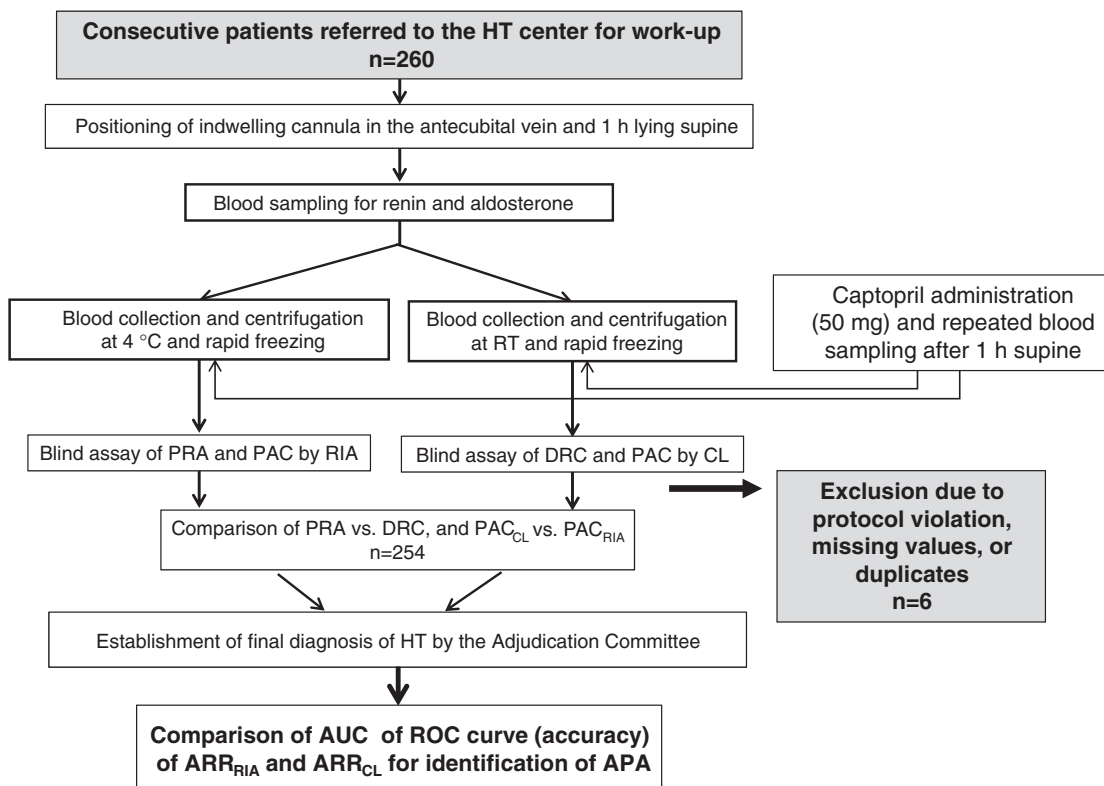 Consecutive patients referred to the HT center for work-up
n=260
Positioning of indwelling cannula in the antecubital vein and 1 h lying supine
Blood sampling for renin and aldosterone
Blood collection and centrifugation
at 4 °C and rapid freezing
Blood collection and centrifugation
at RT and rapid freezing
Captopril administration
(50 mg) and repeated blood
sampling after 1 h supine
Blind assay of PRA and PAC by RIA
Blind assay of DRC and PAC by CL
Exclusion due to
protocol violation,
missing values, or
duplicates
n=6
Comparison of PRA vs. DRC, and PAC_CL vs. PAC_RIA
n=254
Establishment of final diagnosis of HT by the Adjudication Committee
Comparison of AUC of ROC curve (accuracy)
of ARR_RIA and ARR_CL for identification of APA